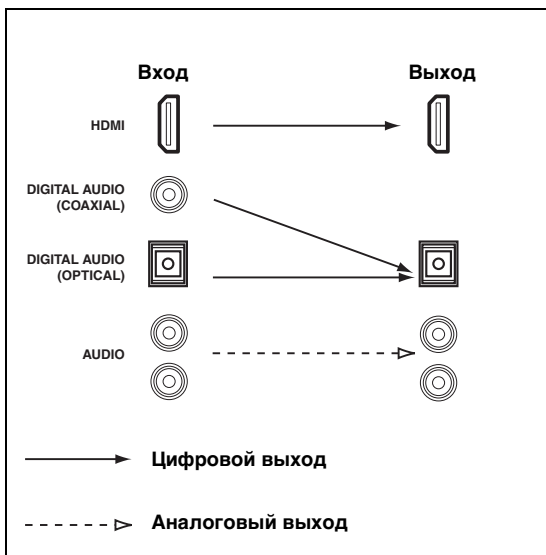 Вход Выход
HDMI
DIGITAL AUDIO
(COAXIAL)
DIGITAL AUDIO
(OPTICAL)
AUDIO
Цифровой выход
Аналоговый выход